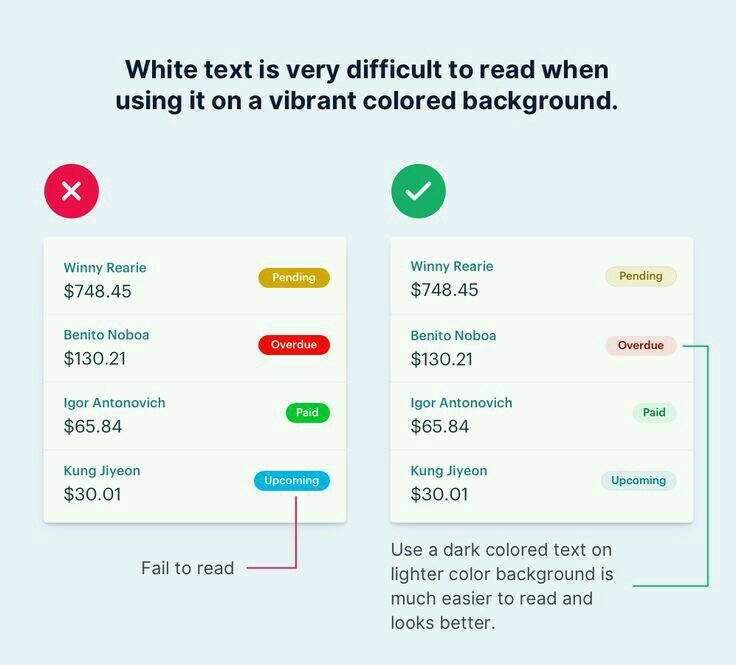 White text is very difficult to read when
using it on a vibrant colored background.
Winny Rearie
$748.45
Pending
Benito Noboa
$130.21
Overdue
Igor Antonovich
$65.84
Paid
Kung Jiyeon
$30.01
Upcoming
Fail to read
Winny Rearie
$748.45
Pending
Benito Noboa
$130.21
Overdue
Igor Antonovich
$65.84
Paid
Kung Jiyeon
$30.01
Upcoming
Use a dark colored text on
lighter color background is
much easier to read and
looks better.